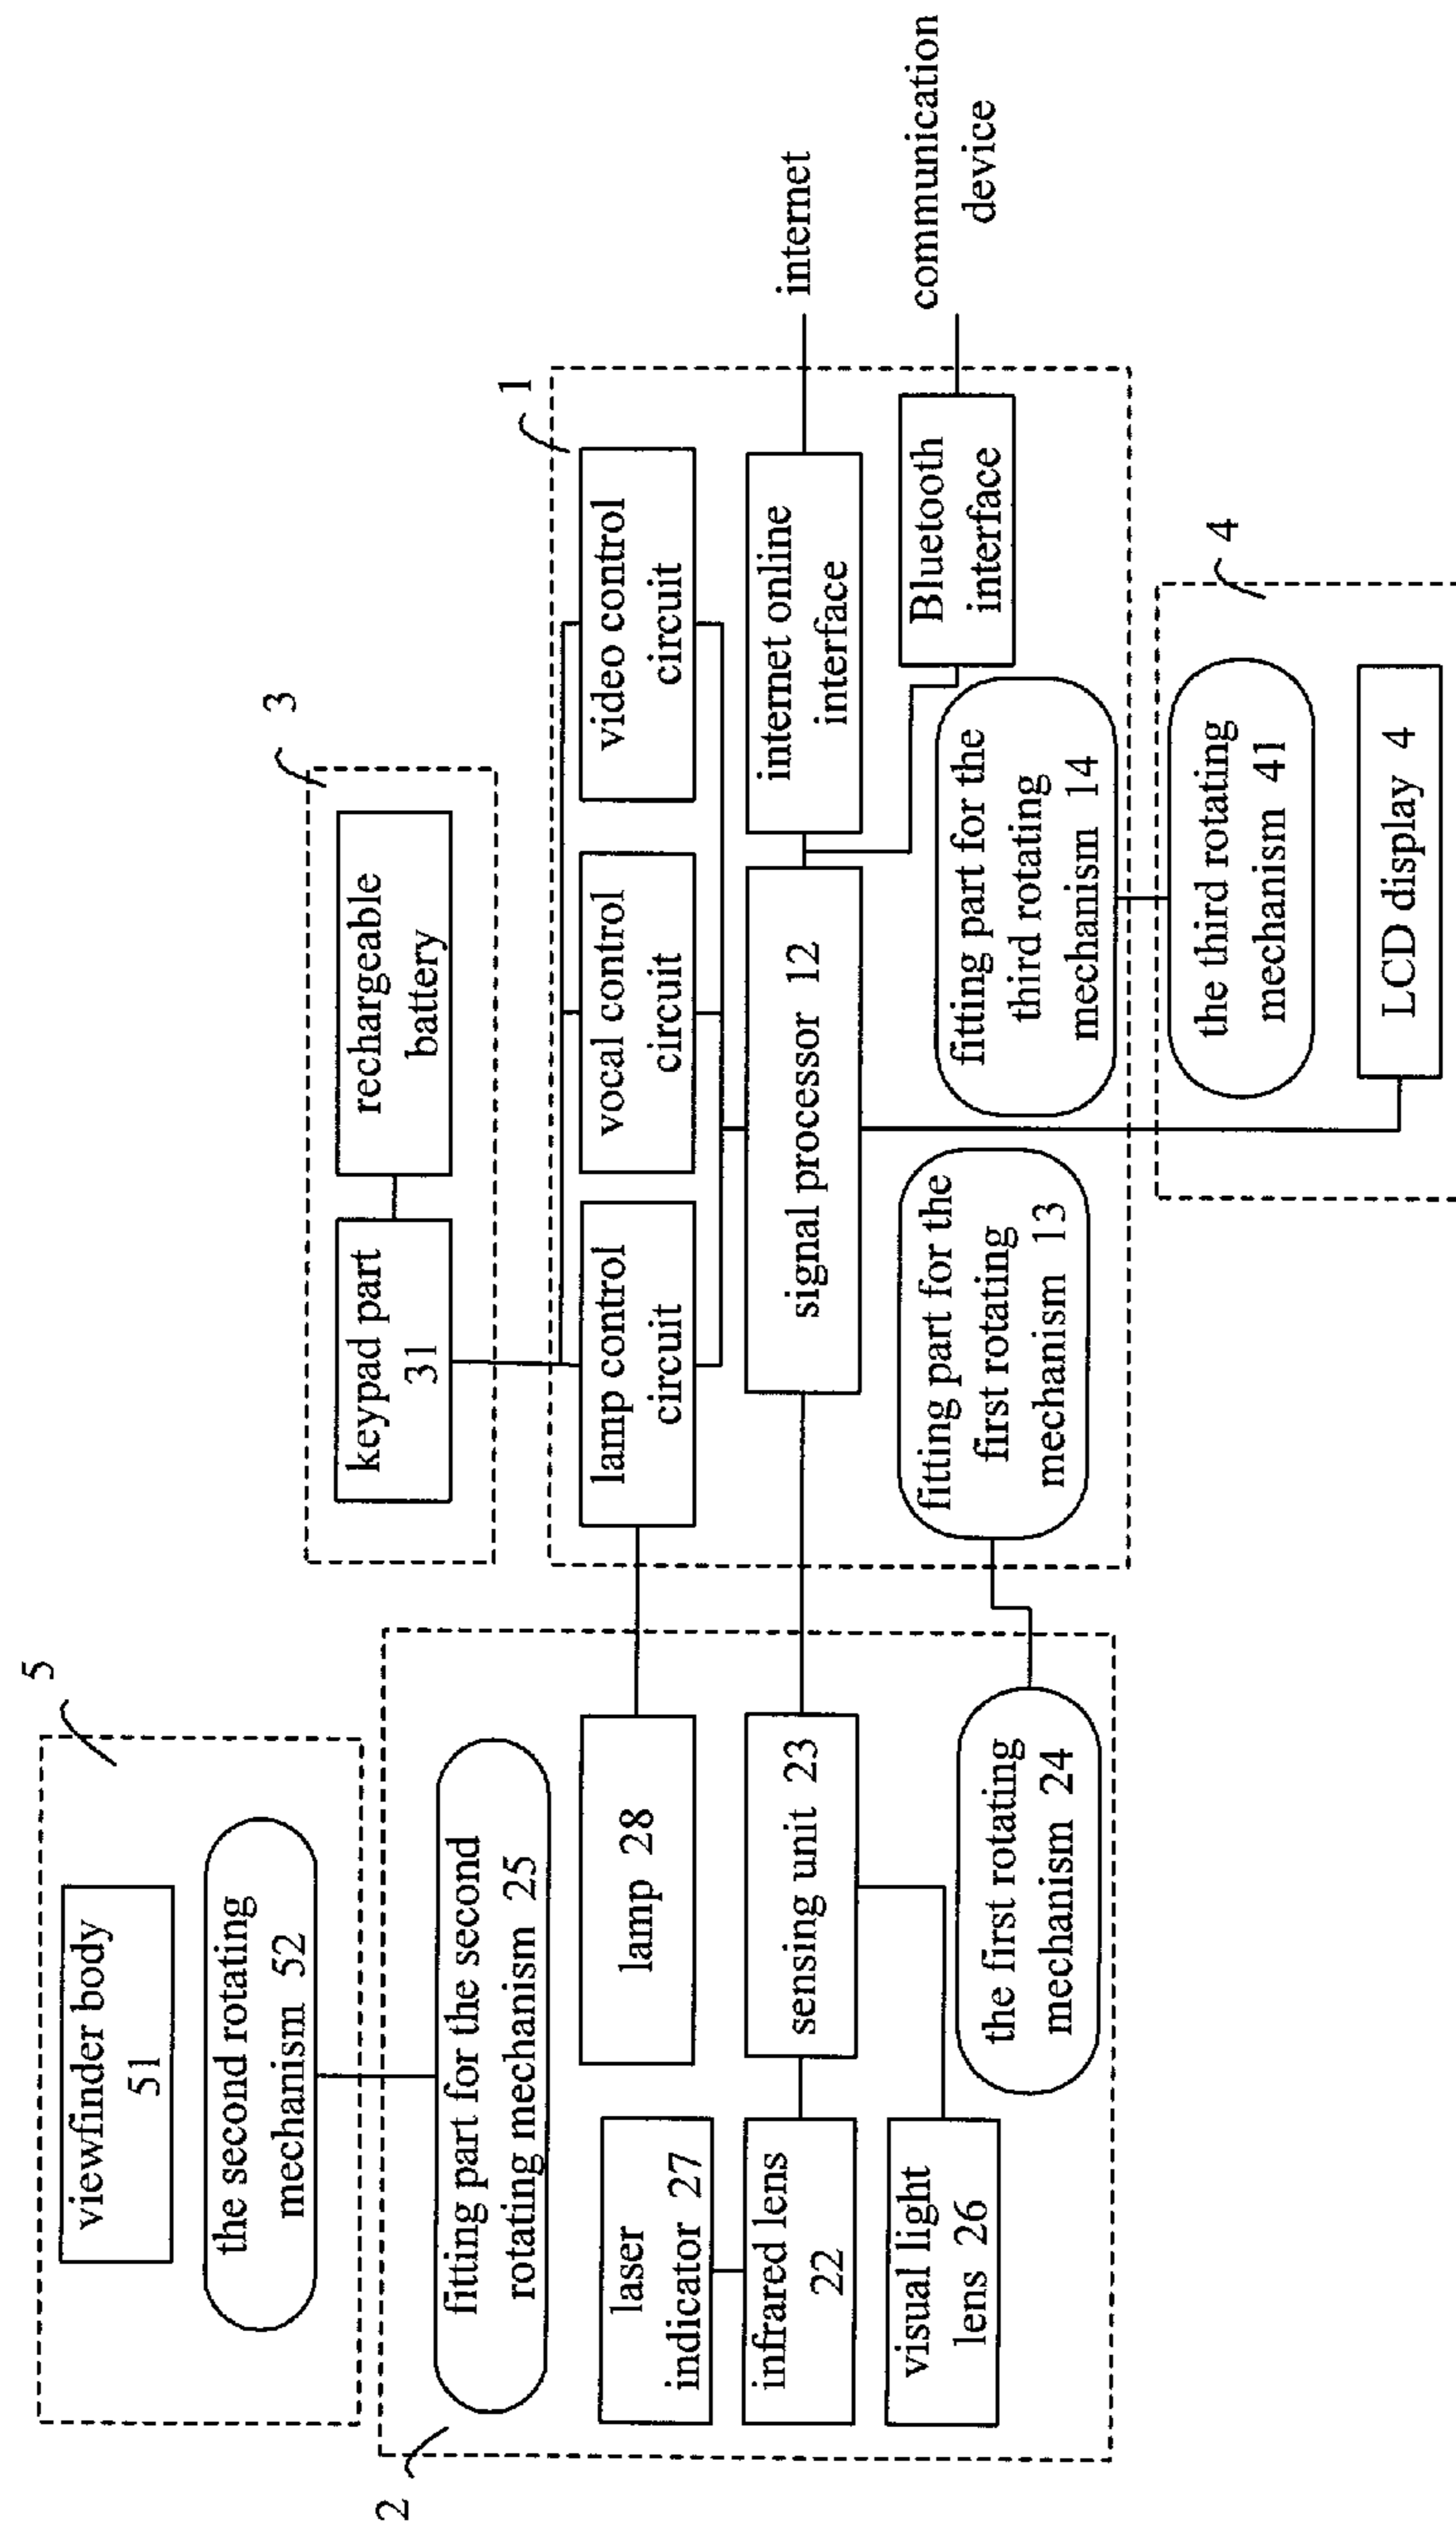 5
viewfinder body
51
the second rotating
mechanism 52
3
keypad part
31
rechargeable
battery
2
fitting part for the second
rotating mechanism 25
laser
indicator 27
lamp 28
infrared lens
22
sensing unit 23
visual light
lens 26
the first rotating
mechanism 24
1
lamp control
circuit
vocal control
circuit
video control
circuit
signal processor 12
internet online
interface
internet
Bluetooth
interface
communication
device
fitting part for the
first rotating
mechanism 13
fitting part for the
third rotating
mechanism 14
4
the third rotating
mechanism 41
LCD display 4